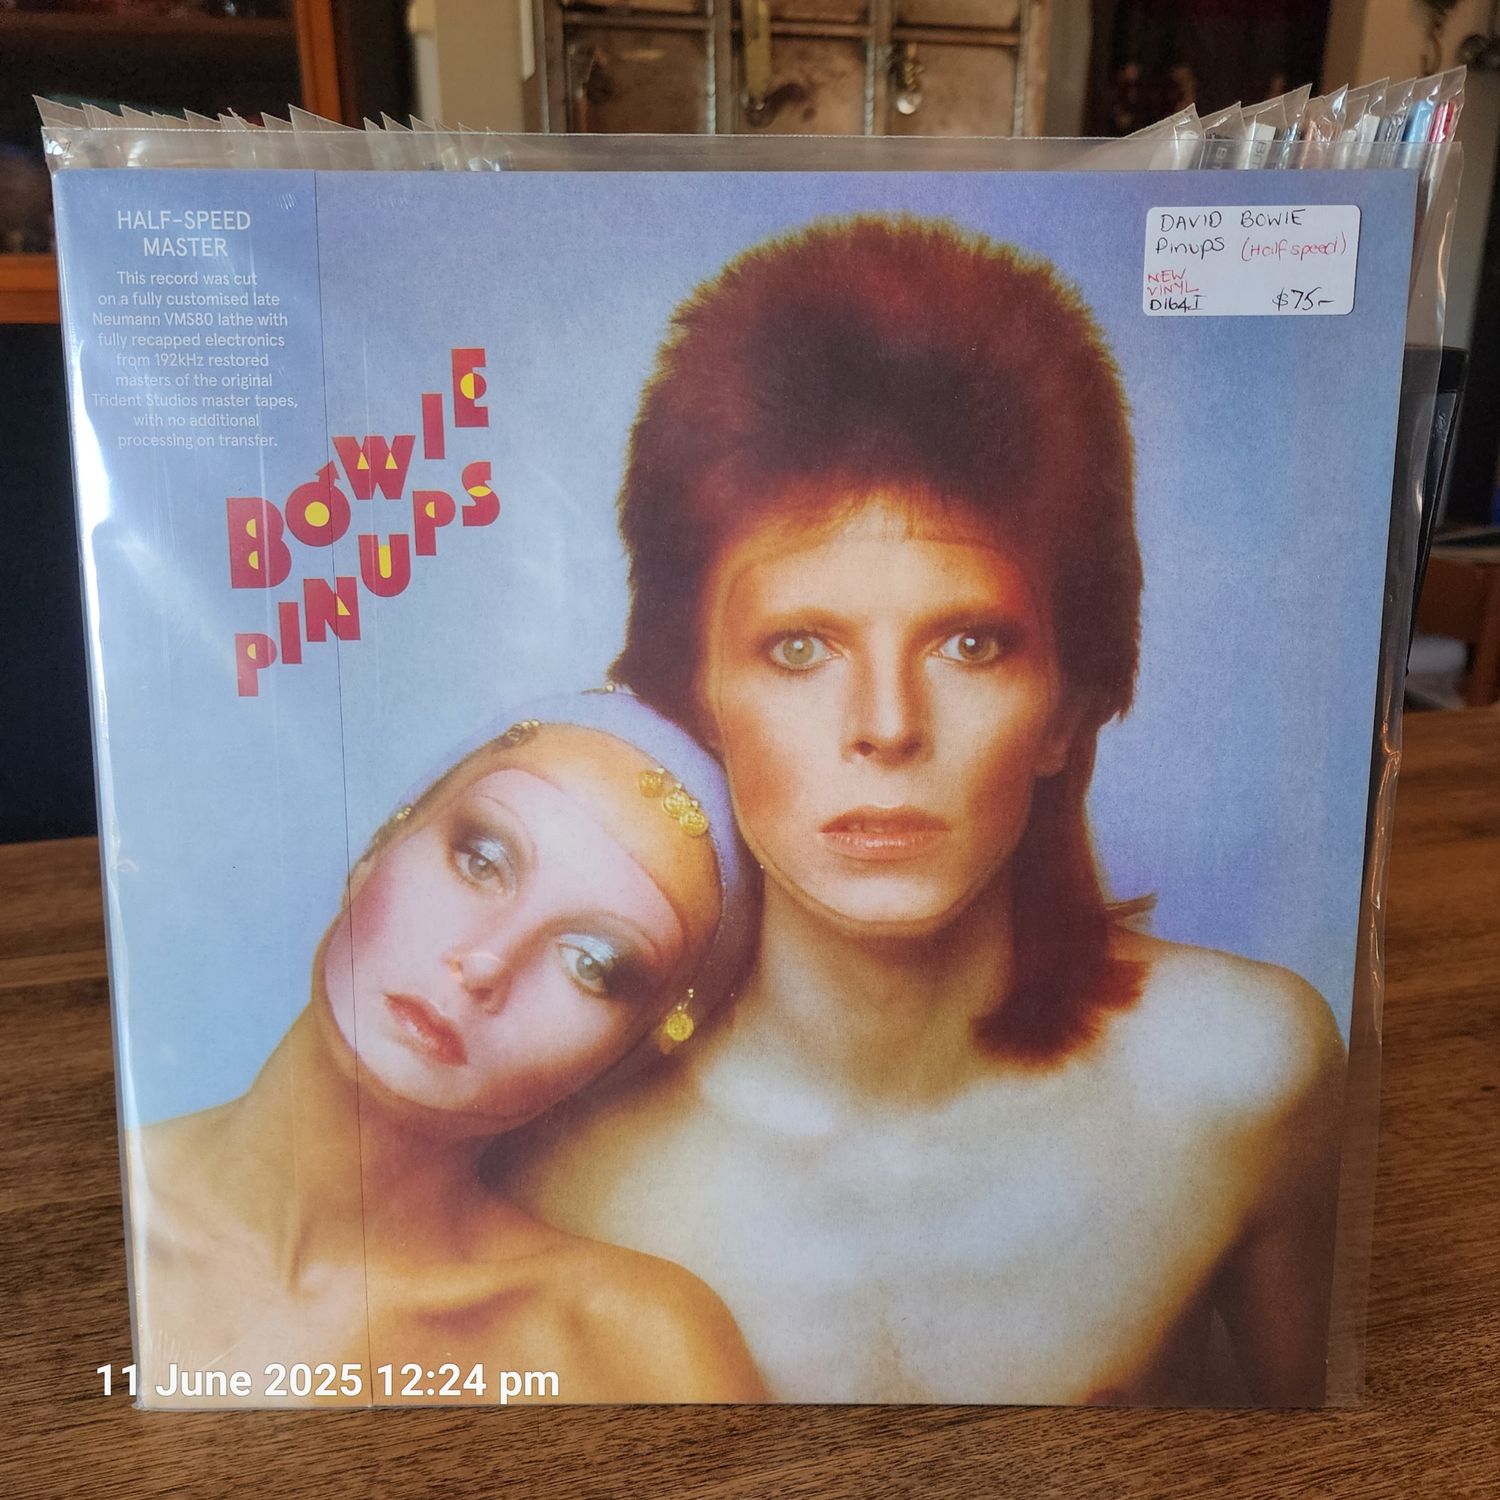 HALF-SPEED
MASTER
This record was cut
on a fully customised late
Neumann VMS80 lathe with
fully recapped electronics
from 192kHz restored
masters of the original
Trident Studios master tapes,
with no additional
processing on transfer.
BOWIE
PINUPS
DAVID BOWIE
Pinups (Half speed)
NEW
VINYL
D164I $75-
11 June 2025 12:24 pm